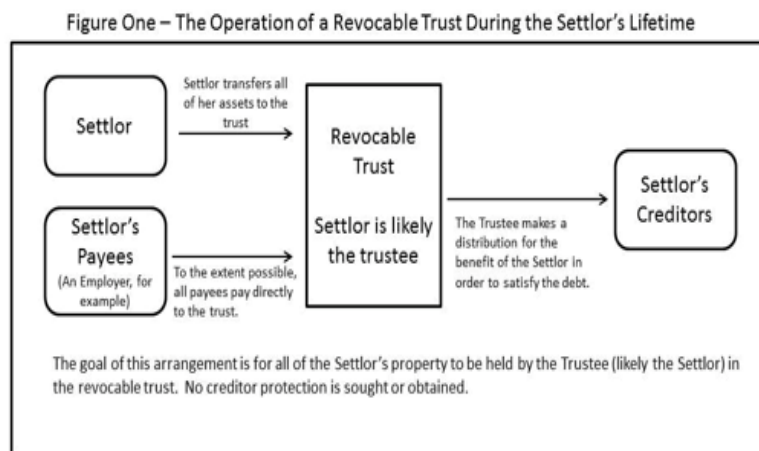 Figure One – The Operation of a Revocable Trust During the Settlor's Lifetime
Settlor
Settlor transfers all
of her assets to the
trust
Revocable
Trust
Settlor is likely
the trustee
Settlor's
Payees
(An Employer, for
example)
To the extent possible,
all payees pay directly
to the trust.
The Trustee makes a
distribution for the
benefit of the Settlor in
order to satisfy the debt.
Settlor's
Creditors
The goal of this arrangement is for all of the Settlor's property to be held by the Trustee (likely the Settlor) in
the revocable trust.  No creditor protection is sought or obtained.